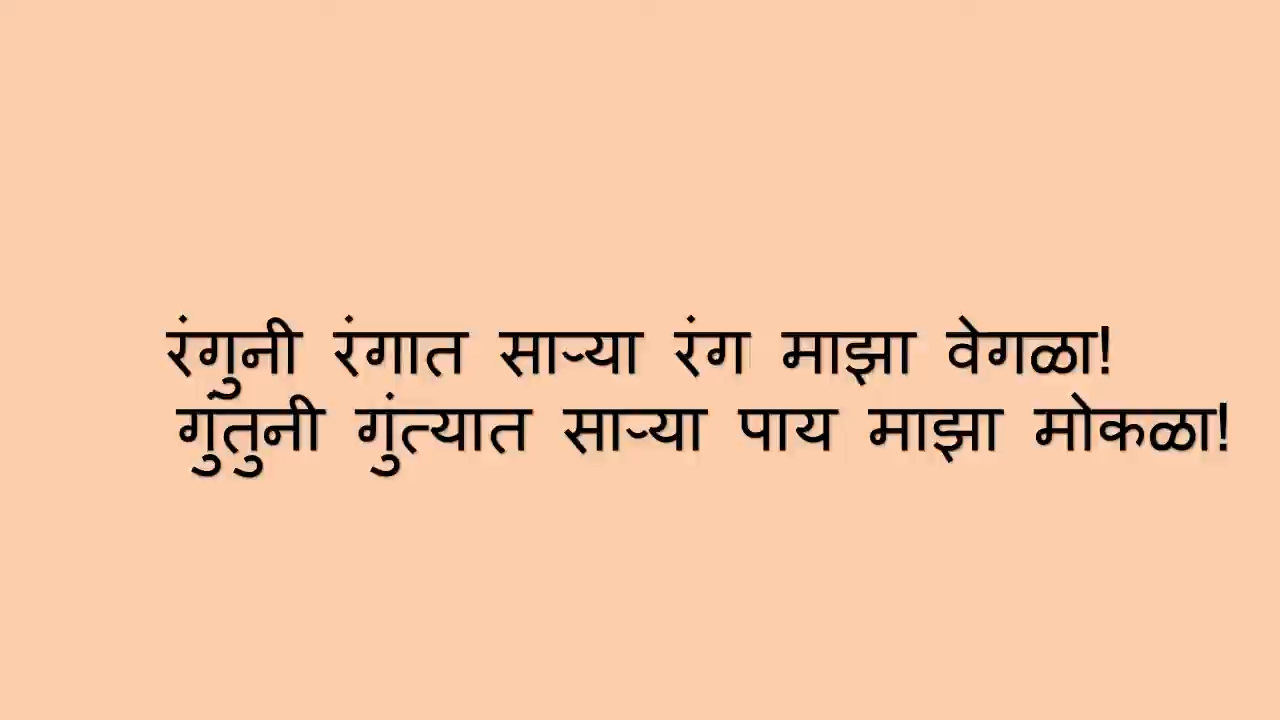 रंगुनी रंगात साऱ्या रंग माझा वेगळा!
गुंतुनी गुंत्यात साऱ्या पाय माझा मोकळा!